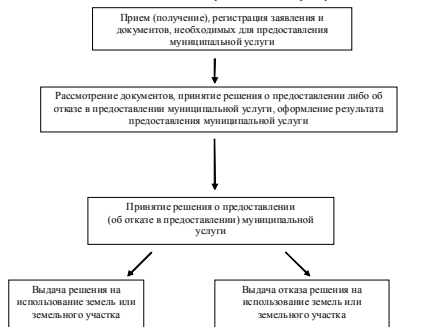 Прием (получение), регистрация заявления и
документов, необходимых для предоставления
муниципальной услуги
Рассмотрение документов, принятие решения о предоставлении либо об
отказе в предоставлении муниципальной услуги, оформление результата
предоставления муниципальной услуги
Принятие решения о предоставлении
(об отказе в предоставлении) муниципальной
услуги
Выдача решения на
использование земель или
земельного участка
Выдача отказа решения на
использование земель или
земельного участка